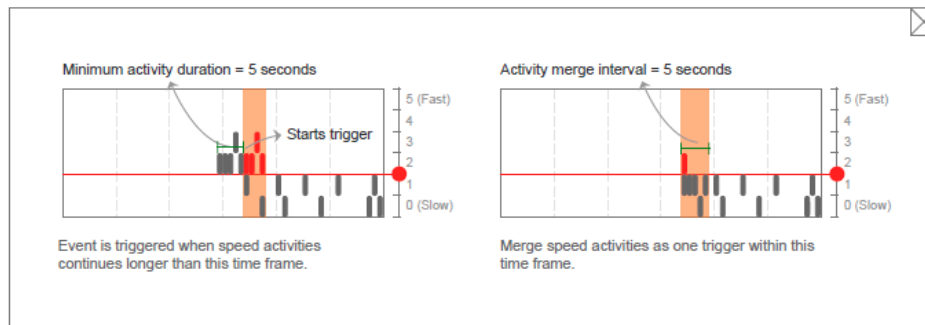 Minimum activity duration = 5 seconds
5 (Fast)
4
3
2
1
0 (Slow)
Starts trigger
Event is triggered when speed activities
continues longer than this time frame.
Activity merge interval = 5 seconds
5 (Fast)
4
3
2
1
0 (Slow)
Merge speed activities as one trigger within this
time frame.